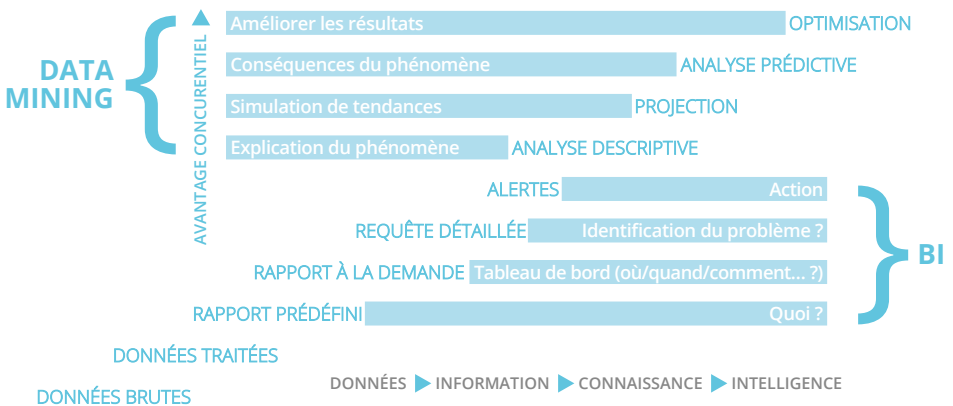 Améliorer les résultats OPTIMISATION
DATA MINING
AVANTAGE CONCURENTIEL
Conséquences du phénomène ANALYSE PRÉDICTIVE
Simulation de tendances PROJECTION
Explication du phénomène ANALYSE DESCRIPTIVE
ALERTES Action
REQUÊTE DÉTAILLÉE Identification du problème ?
BI
RAPPORT À LA DEMANDE Tableau de bord (où/quand/comment... ?)
RAPPORT PRÉDÉFINI Quoi ?
DONNÉES TRAITÉES
DONNÉES INFORMATION CONNAISSANCE INTELLIGENCE
DONNÉES BRUTES